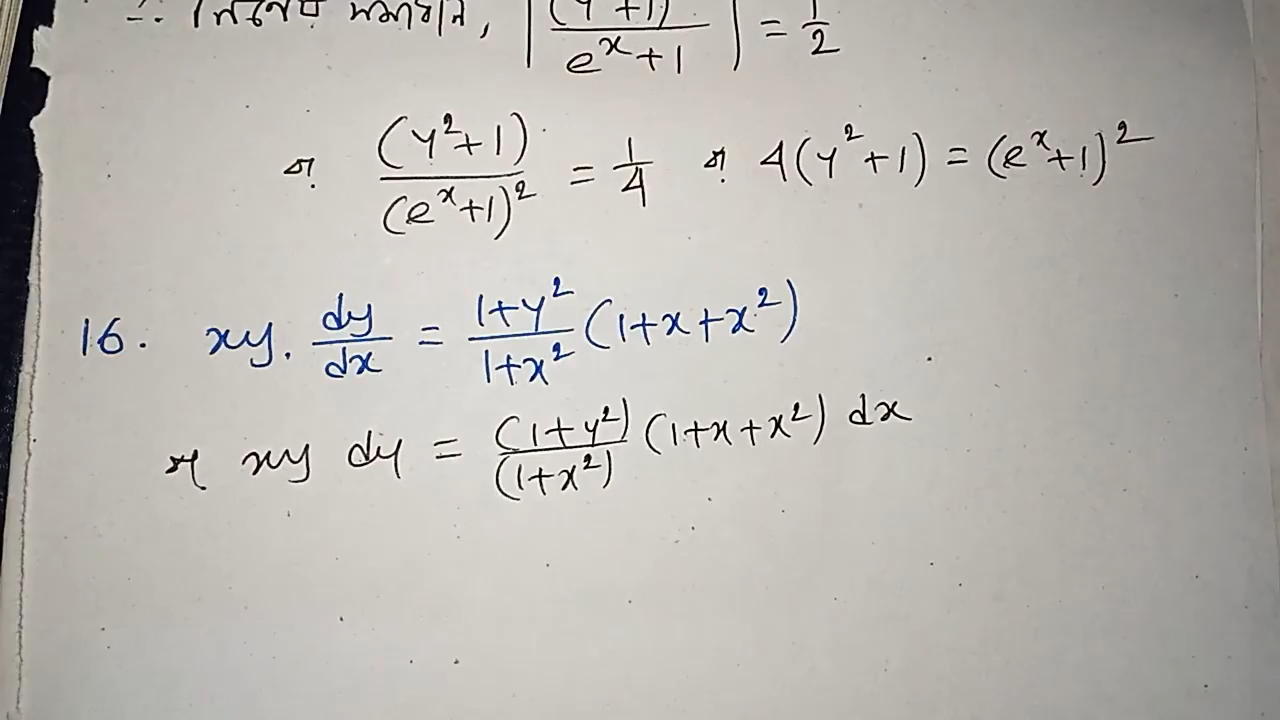 ∴ বিশেষ সমাধান, |(y²+1)/(eˣ+1)| = 1/2
বা (y²+1)/(eˣ+1)² = 1/4 বা 4(y²+1) = (eˣ+1)²
16. xy. dy/dx = (1+y²)/(1+x²) (1+x+x²)
বা xy dy = (1+y²)/(1+x²) (1+x+x²) dx